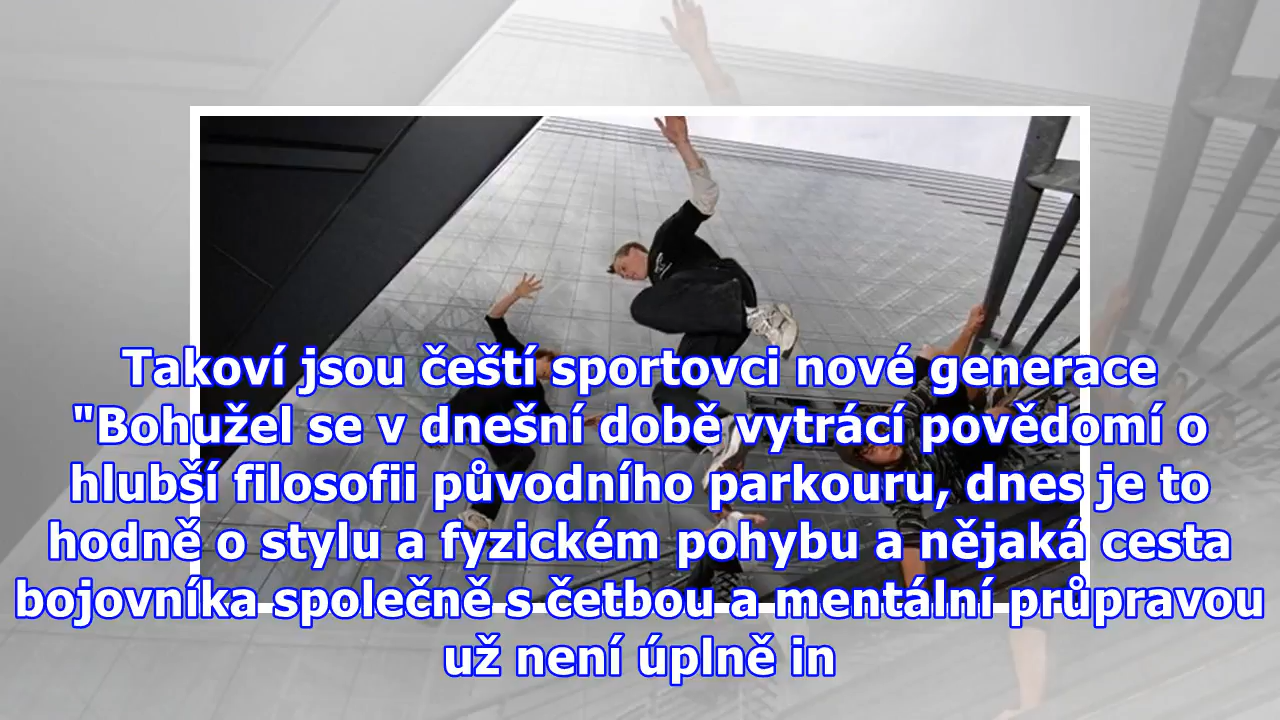 Takoví jsou čeští sportovci nové generace
"Bohužel se v dnešní době vytrácí povědomí o
hlubší filosofii původního parkouru, dnes je to
hodně o stylu a fyzickém pohybu a nějaká cesta
bojovníka společně s četbou a mentální průpravou
už není úplně in